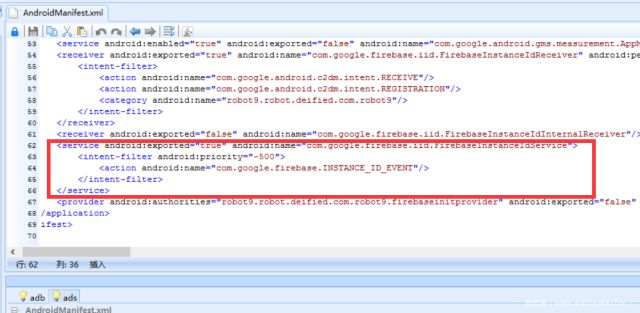 AndroidManifest.xml
53 <service android:enabled="true" android:exported="false" android:name="com.google.android.gms.measurement.AppM
54 <receiver android:exported="true" android:name="com.google.firebase.iid.FirebaseInstanceIdReceiver" android:pe
55 <intent-filter>
56 <action android:name="com.google.android.c2dm.intent.RECEIVE"/>
57 <action android:name="com.google.android.c2dm.intent.REGISTRATION"/>
58 <category android:name="robot9.robot.deified.com.robot9"/>
59 </intent-filter>
60 </receiver>
61 <receiver android:exported="false" android:name="com.google.firebase.iid.FirebaseInstanceIdInternalReceiver"/>
62 <service android:exported="true" android:name="com.google.firebase.iid.FirebaseInstanceIdService">
63 <intent-filter android:priority="-500">
64 <action android:name="com.google.firebase.INSTANCE_ID_EVENT"/>
65 </intent-filter>
66 </service>
67 <provider android:authorities="robot9.robot.deified.com.robot9.firebaseinitprovider" android:exported="false"
68 /application>
69 ifest>
70
行: 62 列: 36 插入
adb ads
AndroidManifest.xml